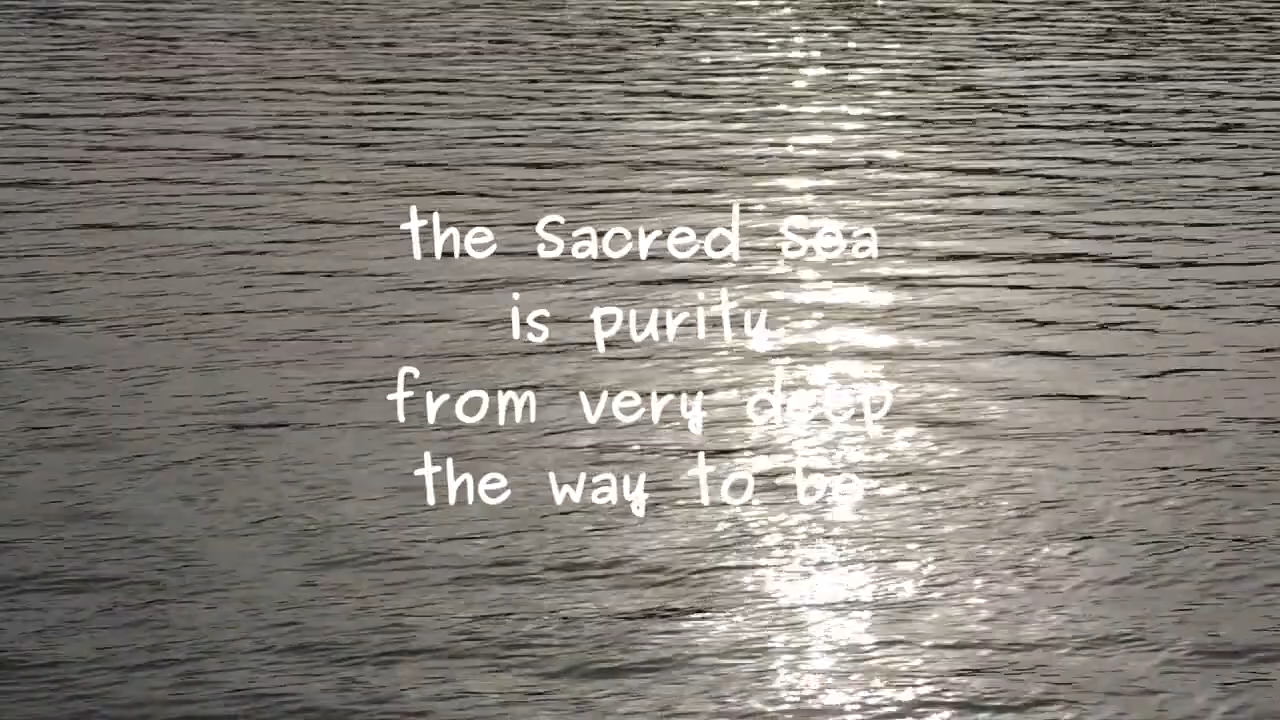 the Sacred Sea
is purity
from very deep
the way to be